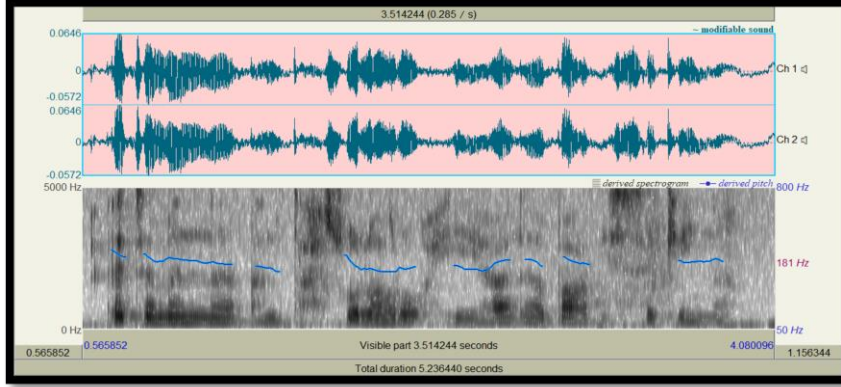 3.514244 (0.285 / s)
~ modifiable sound
0.0646
0
-0.0572
Ch 1
0.0646
0
-0.0572
Ch 2
derived spectrogram derived pitch
5000 Hz 800 Hz
181 Hz
0 Hz 50 Hz
0.565852 Visible part 3.514244 seconds 4.080096
0.565852 1.156344
Total duration 5.236440 seconds